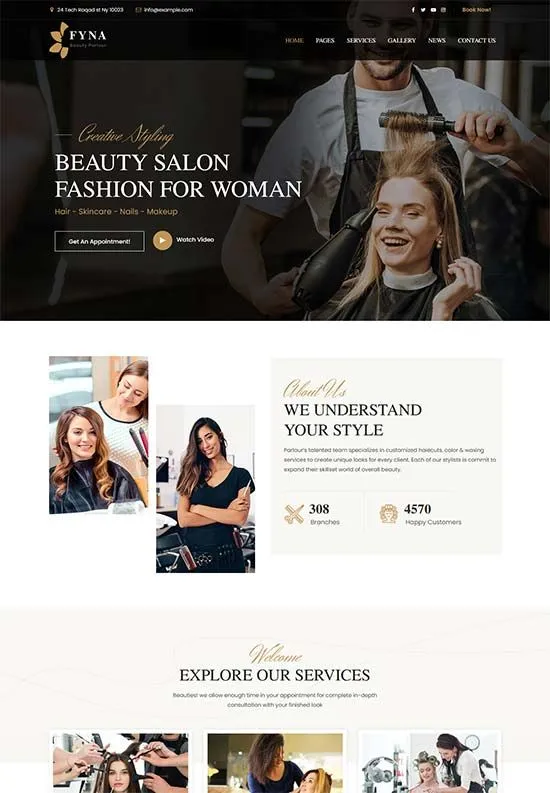 24 Tech Roqad st Ny 10023 info@example.com Book Now!
FYNA
Beauty Parlour
HOME PAGES SERVICES GALLERY NEWS CONTACT US
Creative Styling
BEAUTY SALON
FASHION FOR WOMAN
Hair - Skincare - Nails - Makeup
Get An Appointment! Watch Video
About Us
WE UNDERSTAND
YOUR STYLE
Parlour's talented team specializes in customized haircuts, color & waxing
services to create unique looks for every client. Each of our stylists is commit to
expand their skillset world of overall beauty.
308 4570
Branches Happy Customers
Welcome
EXPLORE OUR SERVICES
Beauties! we allow enough time in your appointment for complete in-depth
consultation with your finished look